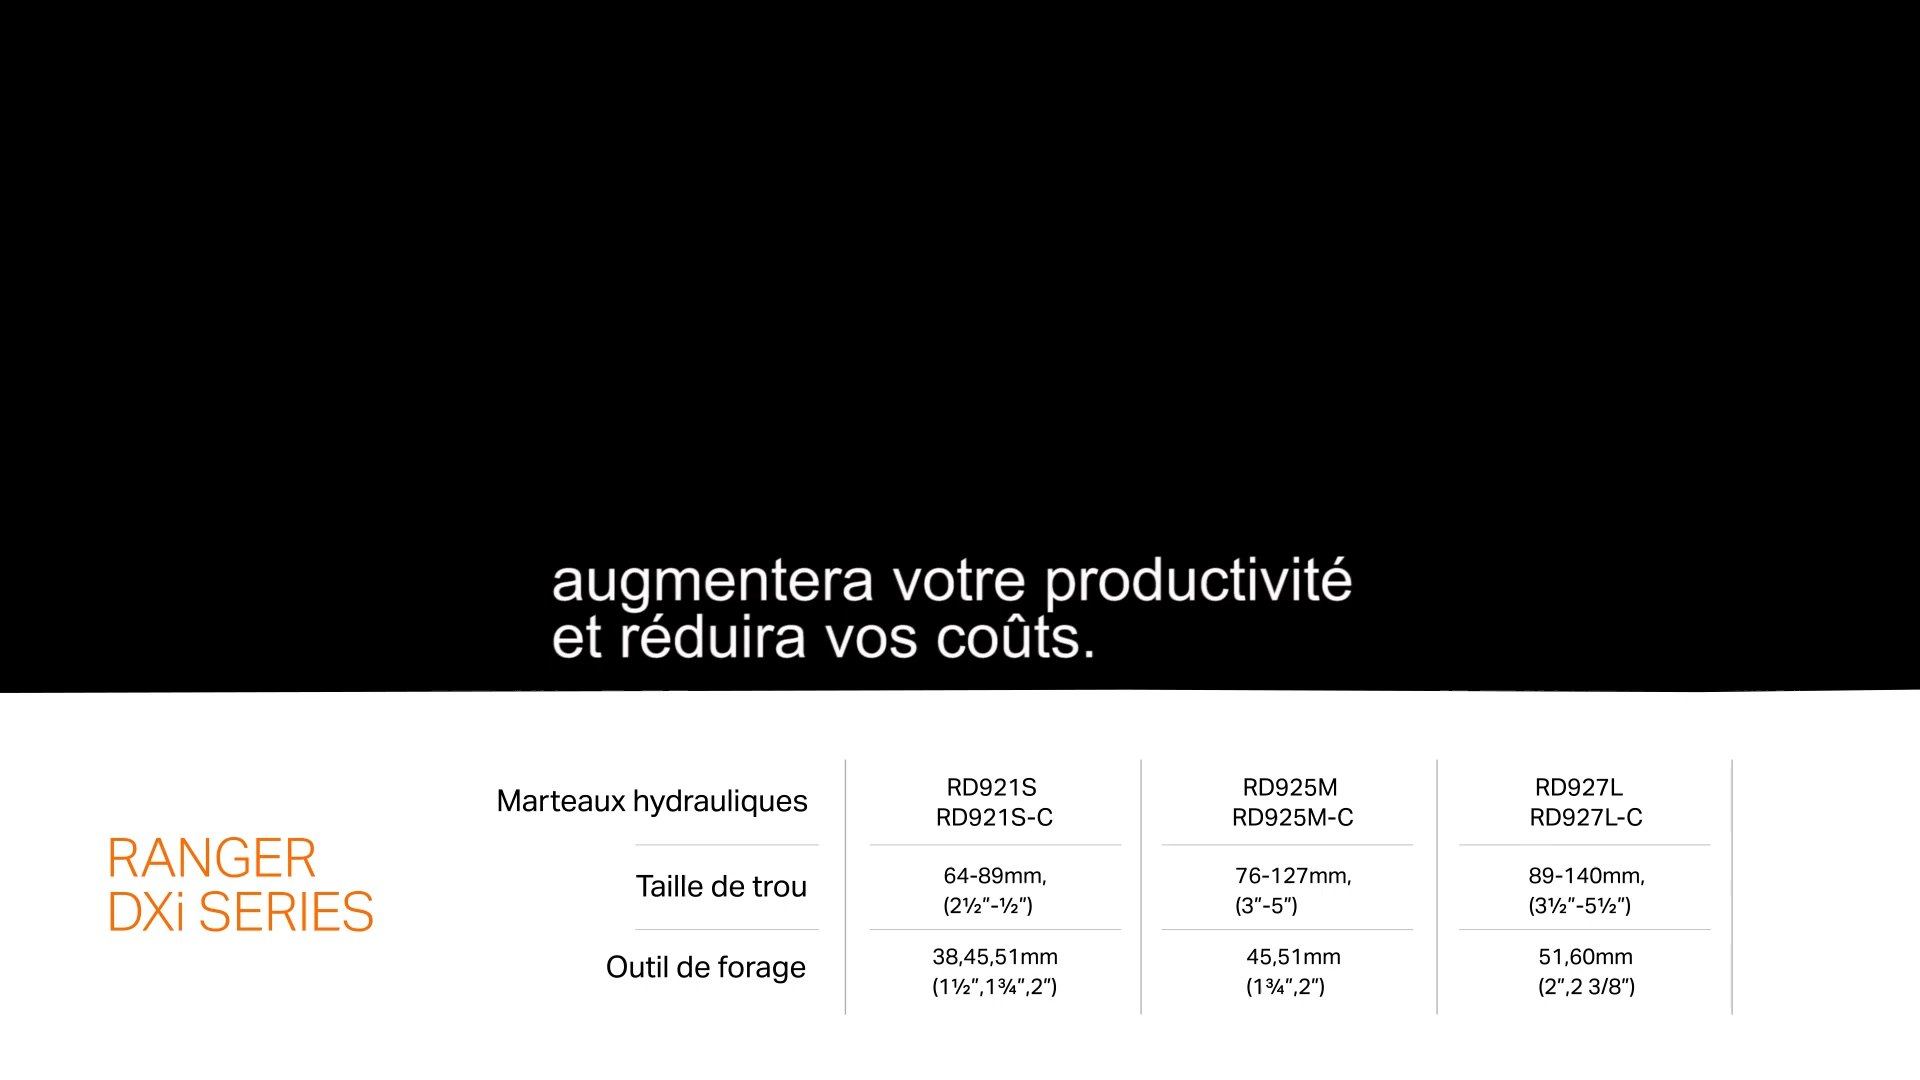 augmentera votre productivité
et réduira vos coûts.
RANGER
DXi SERIES
Marteaux hydrauliques
RD921S
RD921S-C
RD925M
RD925M-C
RD927L
RD927L-C
Taille de trou
64-89mm,
(2½”-½”)
76-127mm,
(3”-5”)
89-140mm,
(3½”-5½”)
Outil de forage
38,45,51mm
(1½”,1¾”,2”)
45,51mm
(1¾”,2”)
51,60mm
(2”,2 3/8”)